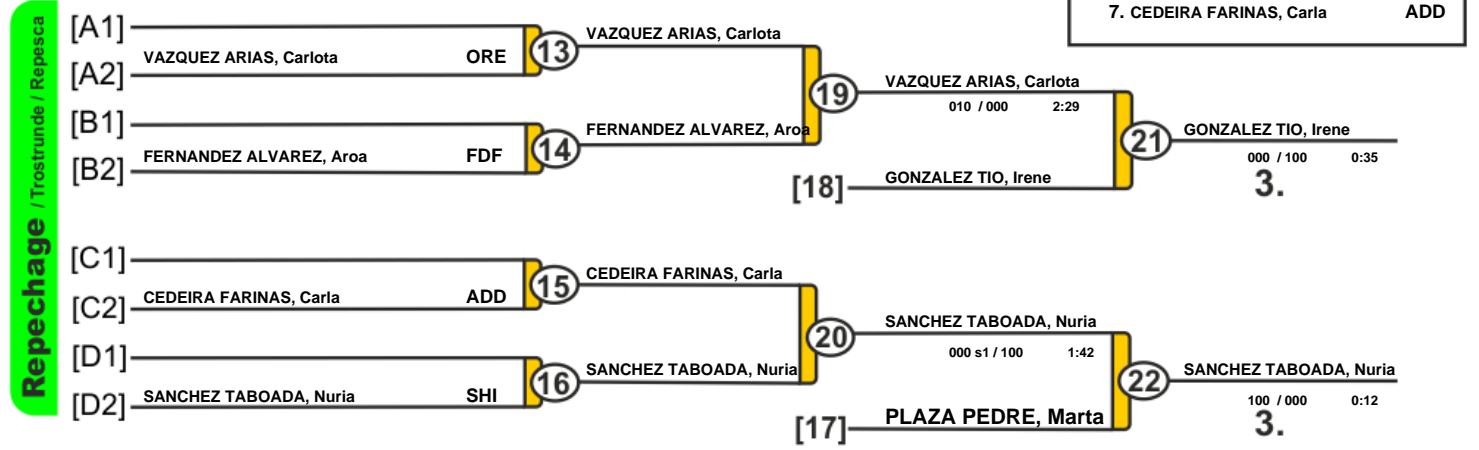 7. CEDEIRA FARINAS, Carla ADD
Repechage / Trostrunde / Repesca
[A1]
VAZQUEZ ARIAS, Carlota ORE
[A2]
13
VAZQUEZ ARIAS, Carlota
[B1]
FERNANDEZ ALVAREZ, Aroa FDF
[B2]
14
FERNANDEZ ALVAREZ, Aroa
19
VAZQUEZ ARIAS, Carlota
010 / 000 2:29
[18]
GONZALEZ TIO, Irene
21
GONZALEZ TIO, Irene
000 / 100 0:35
3.
[C1]
CEDEIRA FARINAS, Carla ADD
[C2]
15
CEDEIRA FARINAS, Carla
[D1]
SANCHEZ TABOADA, Nuria SHI
[D2]
16
SANCHEZ TABOADA, Nuria
20
SANCHEZ TABOADA, Nuria
000 s1 / 100 1:42
[17]
PLAZA PEDRE, Marta
22
SANCHEZ TABOADA, Nuria
100 / 000 0:12
3.